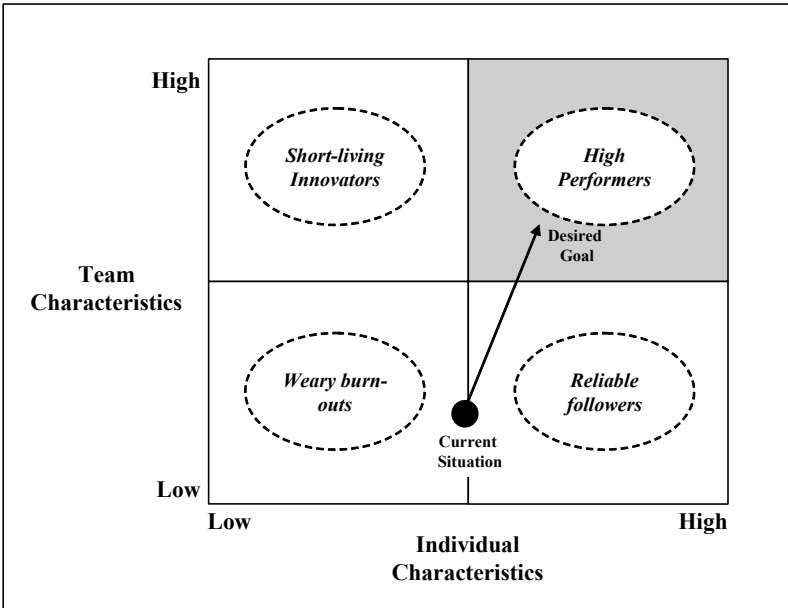 High
Short-living
Innovators
High
Performers
Desired
Goal
Team
Characteristics
Weary burn-
outs
Reliable
followers
Current
Situation
Low
Low
High
Individual
Characteristics